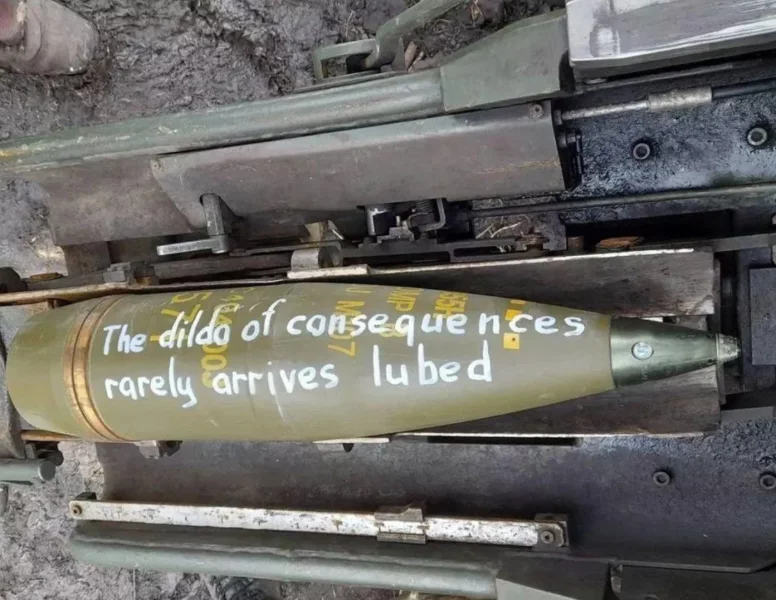 The dildo of consequences
rarely arrives lubed